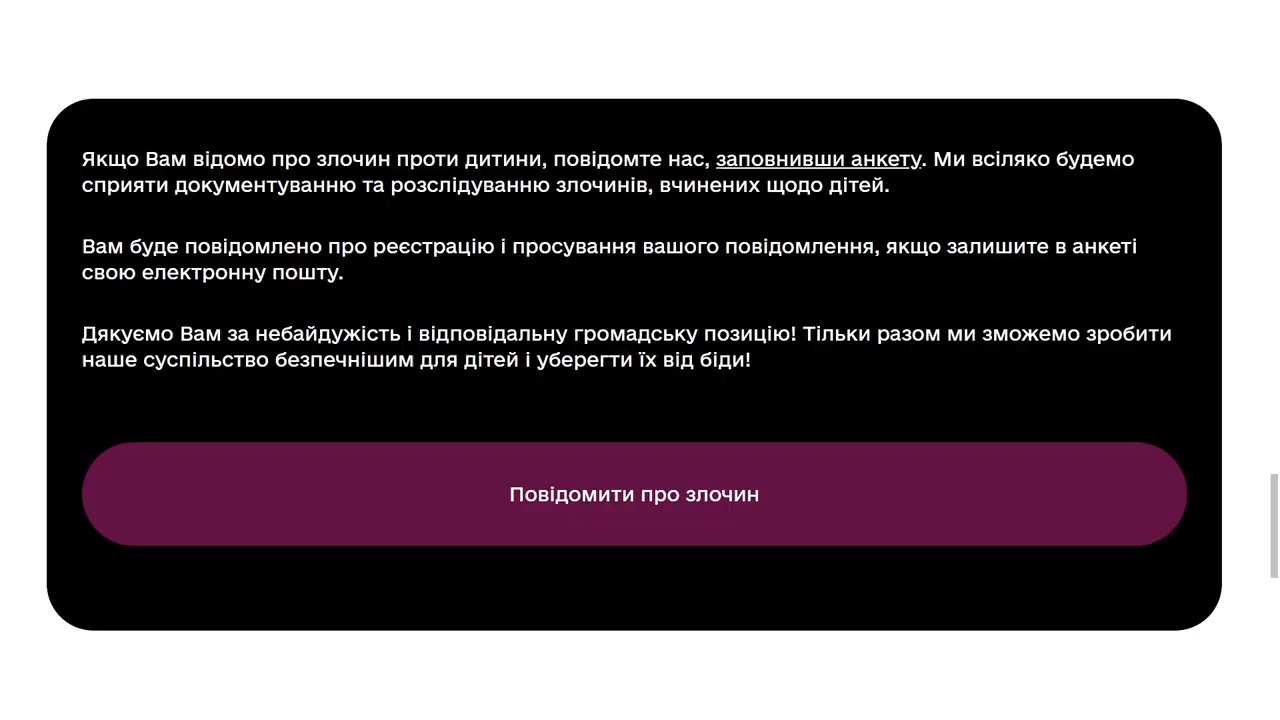 Якщо Вам відомо про злочин проти дитини, повідомте нас, заповнивши анкету. Ми всіляко будемо
сприяти документуванню та розслідуванню злочинів, вчинених щодо дітей.
Вам буде повідомлено про реєстрацію і просування вашого повідомлення, якщо залишите в анкеті
свою електронну пошту.
Дякуємо Вам за небайдужість і відповідальну громадську позицію! Тільки разом ми зможемо зробити
наше суспільство безпечнішим для дітей і уберегти їх від біди!
Повідомити про злочин